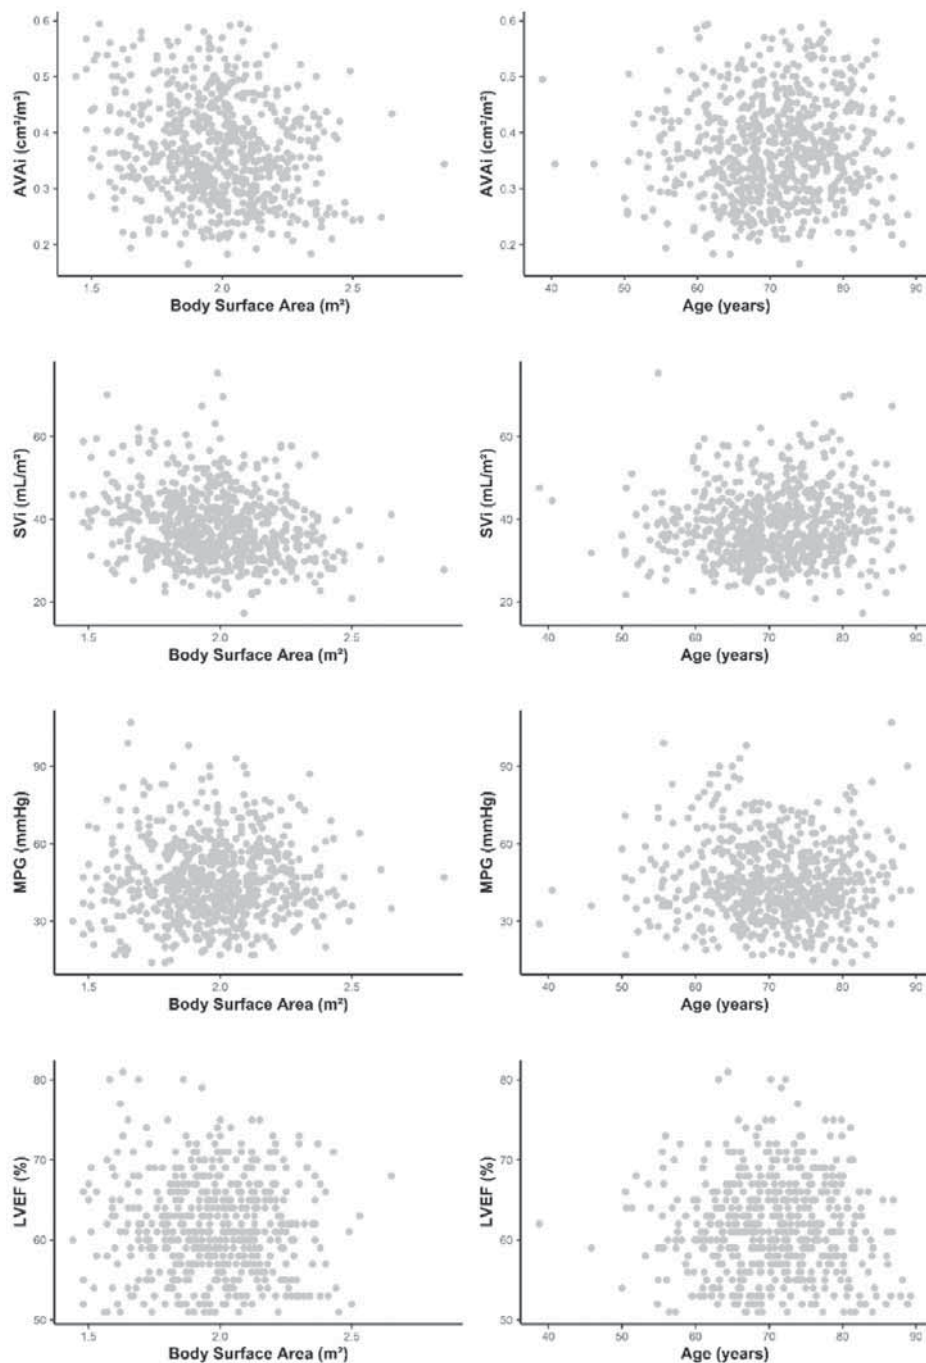 0.6
0.5
0.4
0.3
0.2
AVAi (cm²/m²)
1.5 2.0 2.5
Body Surface Area (m²)
0.6
0.5
0.4
0.3
0.2
AVAi (cm²/m²)
40 50 60 70 80 90
Age (years)
60
40
20
SVi (mL/m²)
1.5 2.0 2.5
Body Surface Area (m²)
60
40
20
SVi (mL/m²)
40 50 60 70 80 90
Age (years)
90
60
30
MPG (mmHg)
1.5 2.0 2.5
Body Surface Area (m²)
90
60
30
MPG (mmHg)
40 50 60 70 80 90
Age (years)
80
70
60
50
LVEF (%)
1.5 2.0 2.5
Body Surface Area (m²)
80
70
60
50
LVEF (%)
40 50 60 70 80 90
Age (years)